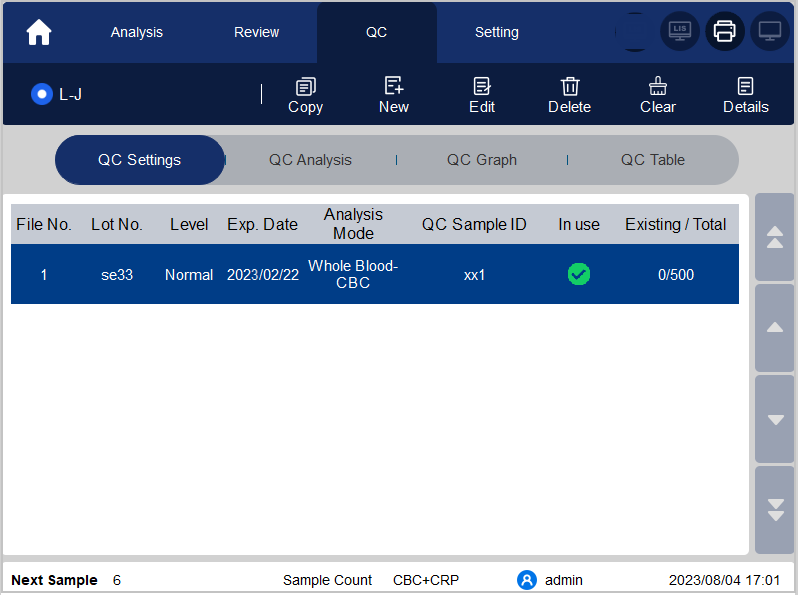 Analysis Review QC Setting LIS
L-J Copy New Edit Delete Clear Details
QC Settings QC Analysis QC Graph QC Table
File No. Lot No. Level Exp. Date Analysis Mode QC Sample ID In use Existing / Total
1 se33 Normal 2023/02/22 Whole Blood-CBC xx1 0/500
Next Sample 6 Sample Count CBC+CRP admin 2023/08/04 17:01